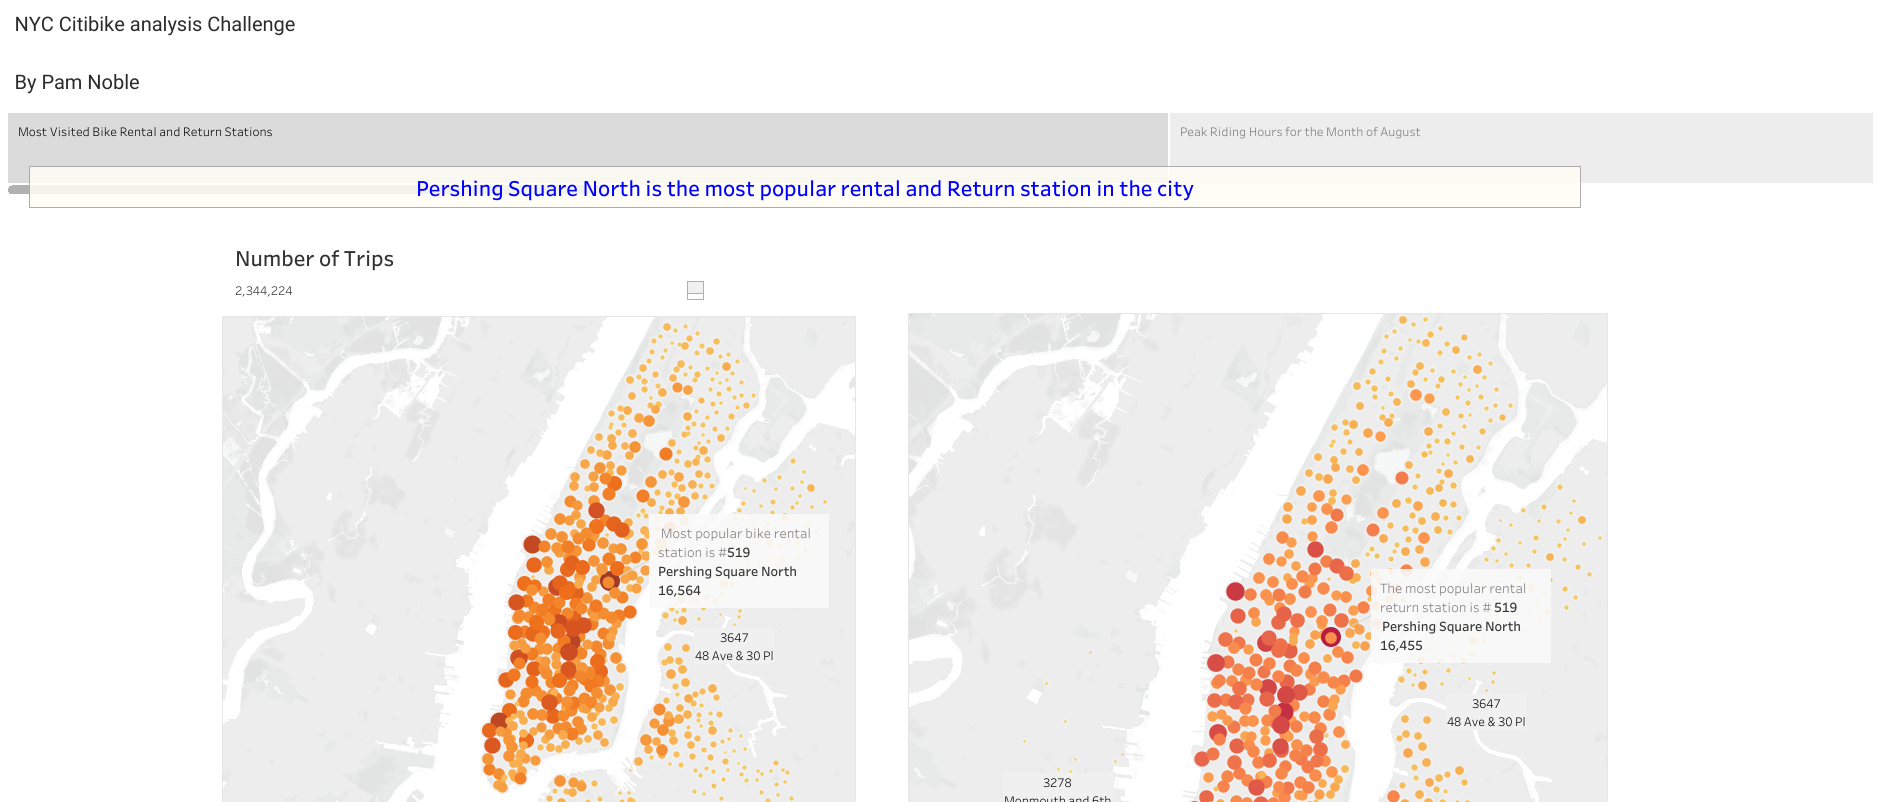 NYC Citibike analysis Challenge
By Pam Noble
Most Visited Bike Rental and Return Stations
Peak Riding Hours for the Month of August
Pershing Square North is the most popular rental and Return station in the city
Number of Trips
2,344,224
Most popular bike rental
station is #519
Pershing Square North
16,564
3647
48 Ave & 30 Pl
The most popular rental
return station is # 519
Pershing Square North
16,455
3647
48 Ave & 30 Pl
3278
Monmouth and 6th